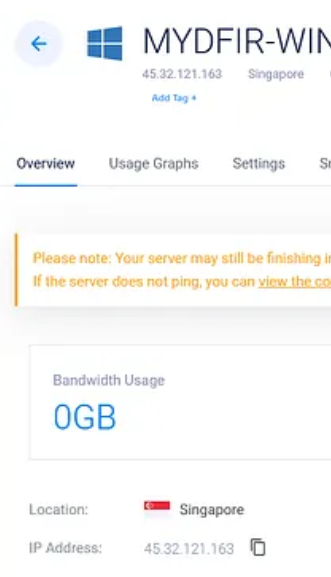 MYDFIR-WIN
45.32.121.163 Singapore
Add Tag +
Overview Usage Graphs Settings Sn
Please note: Your server may still be finishing in
If the server does not ping, you can view the co
Bandwidth Usage
0GB
Location: Singapore
IP Address: 45.32.121.163